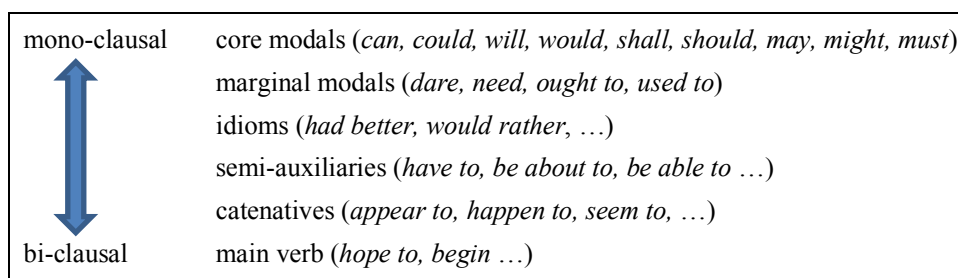 mono-clausal core modals (can, could, will, would, shall, should, may, might, must)
marginal modals (dare, need, ought to, used to)
idioms (had better, would rather, …)
semi-auxiliaries (have to, be about to, be able to …)
catenatives (appear to, happen to, seem to, …)
bi-clausal main verb (hope to, begin …)